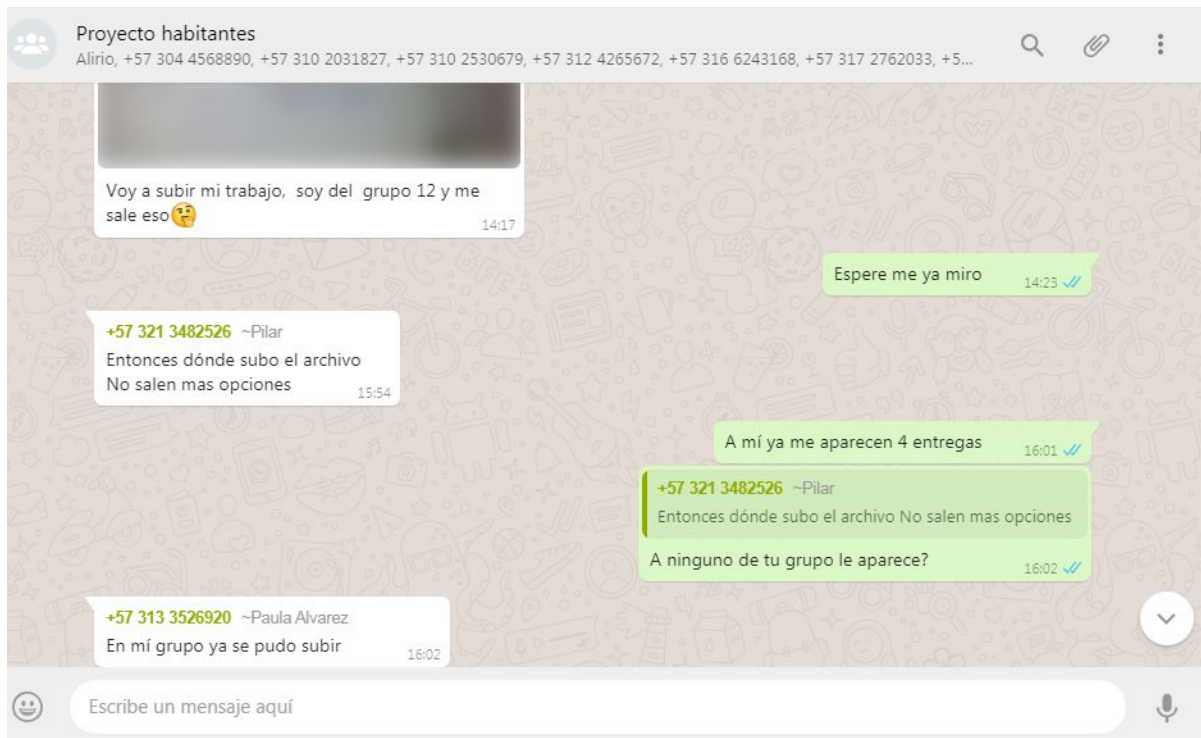 Proyecto habitantes
Alirio, +57 304 4568890, +57 310 2031827, +57 310 2530679, +57 312 4265672, +57 316 6243168, +57 317 2762033, +5...
Voy a subir mi trabajo, soy del grupo 12 y me
sale eso🤔
14:17
Espere me ya miro
14:23
+57 321 3482526 ~Pilar
Entonces dónde subo el archivo
No salen mas opciones
15:54
A mí ya me aparecen 4 entregas
16:01
+57 321 3482526 ~Pilar
Entonces dónde subo el archivo No salen mas opciones
A ninguno de tu grupo le aparece?
16:02
+57 313 3526920 ~Paula Alvarez
En mí grupo ya se pudo subir
16:02
Escribe un mensaje aquí